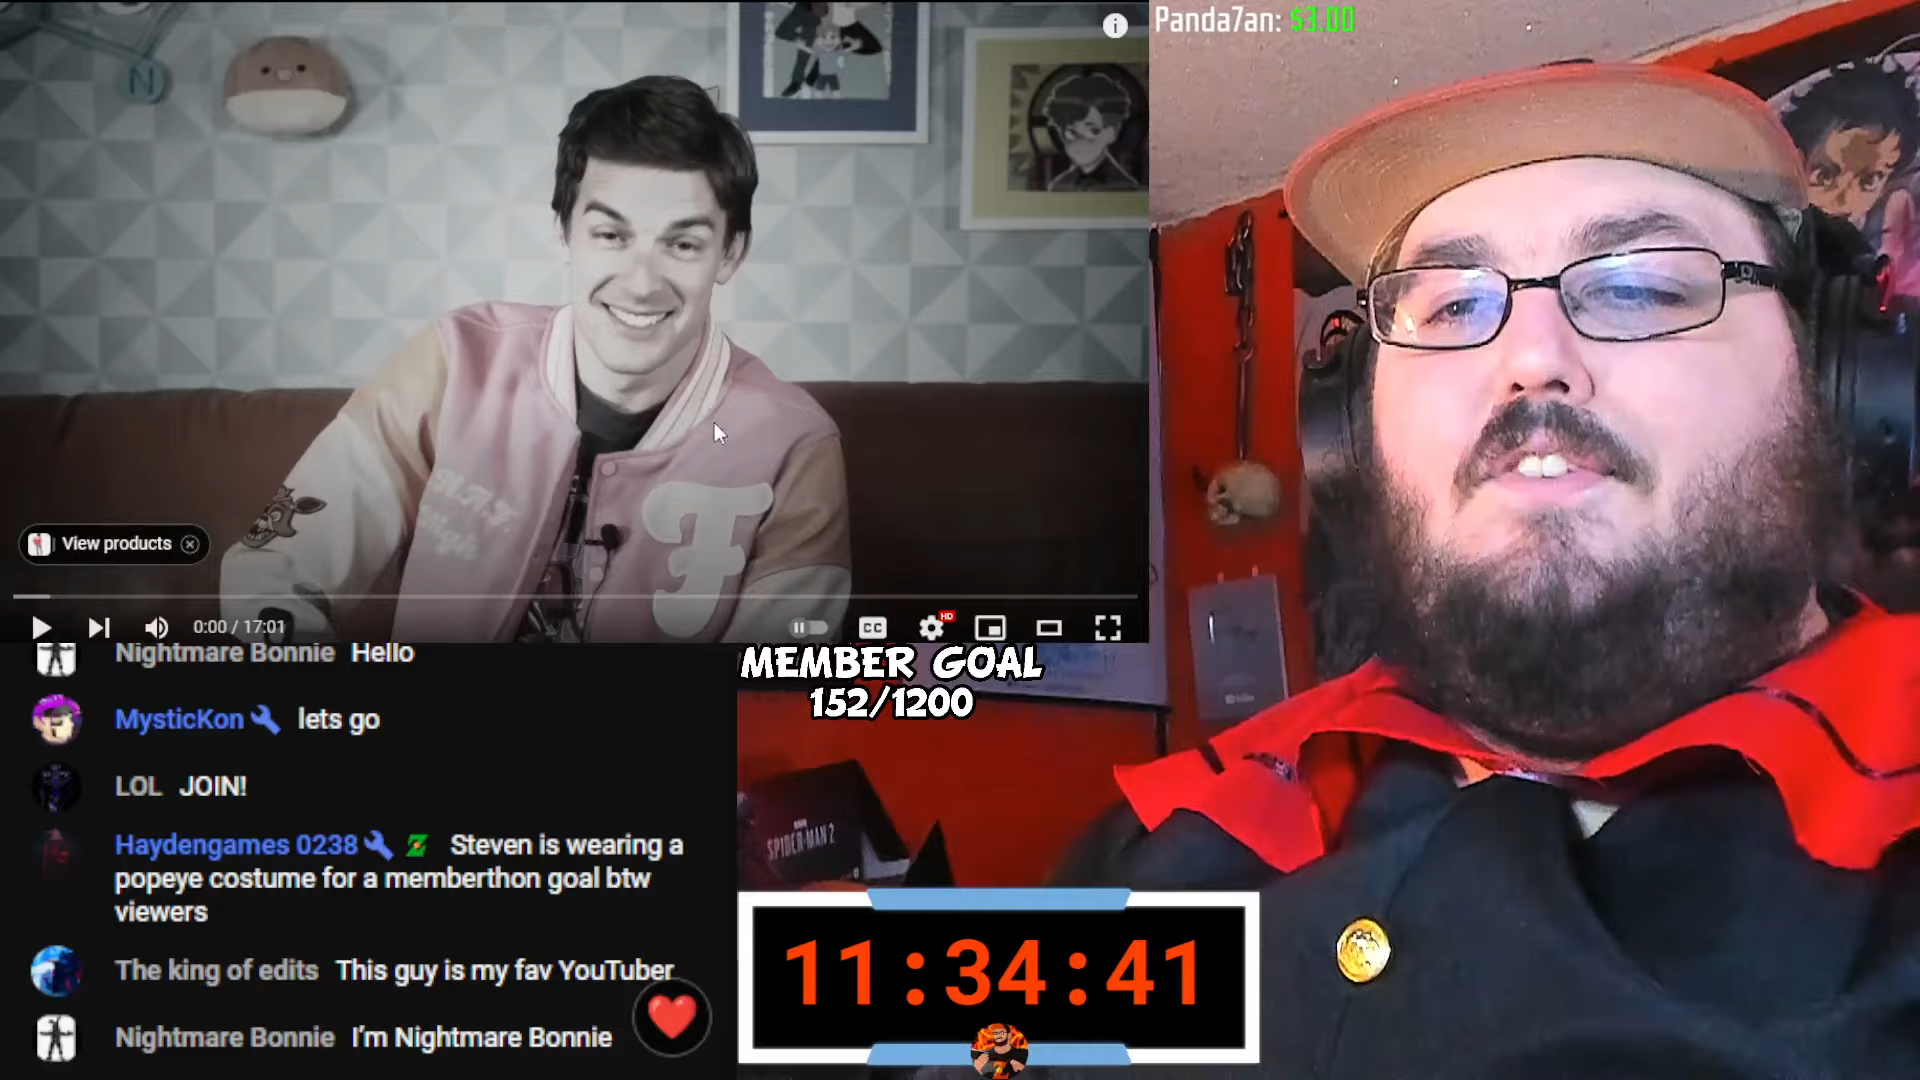 Panda7an: $3.00
N
F
View products
0:00 / 17:01
CC
HD
Nightmare Bonnie Hello
MysticKon lets go
LOL JOIN!
Haydengames 0238 Steven is wearing a
popeye costume for a memberthon goal btw
viewers
The king of edits This guy is my fav YouTuber
Nightmare Bonnie I'm Nightmare Bonnie
MEMBER GOAL
152/1200
SPIDER-MAN 2
11:34:41
Z